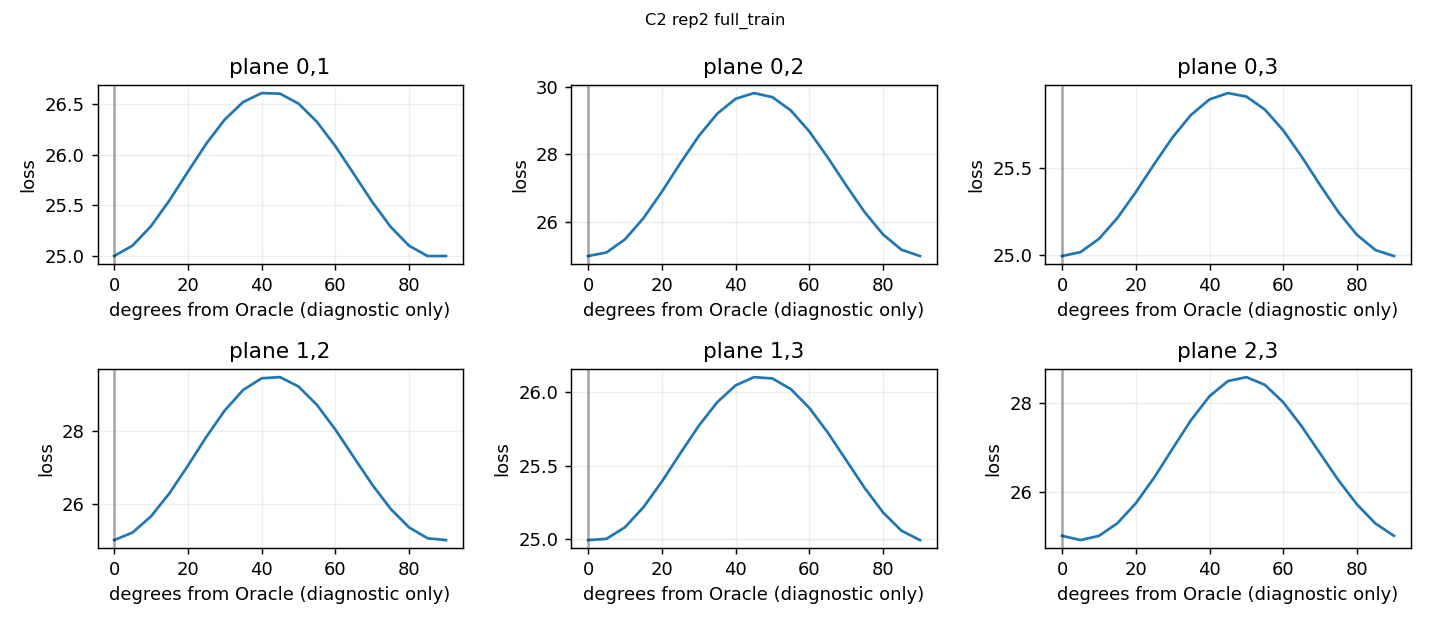 C2 rep2 full_train
plane 0,1
26.5
26.0
25.5
25.0
loss
0 20 40 60 80
degrees from Oracle (diagnostic only)
plane 0,2
30
28
26
loss
0 20 40 60 80
degrees from Oracle (diagnostic only)
plane 0,3
25.5
25.0
loss
0 20 40 60 80
degrees from Oracle (diagnostic only)
plane 1,2
28
26
loss
0 20 40 60 80
degrees from Oracle (diagnostic only)
plane 1,3
26.0
25.5
25.0
loss
0 20 40 60 80
degrees from Oracle (diagnostic only)
plane 2,3
28
26
loss
0 20 40 60 80
degrees from Oracle (diagnostic only)